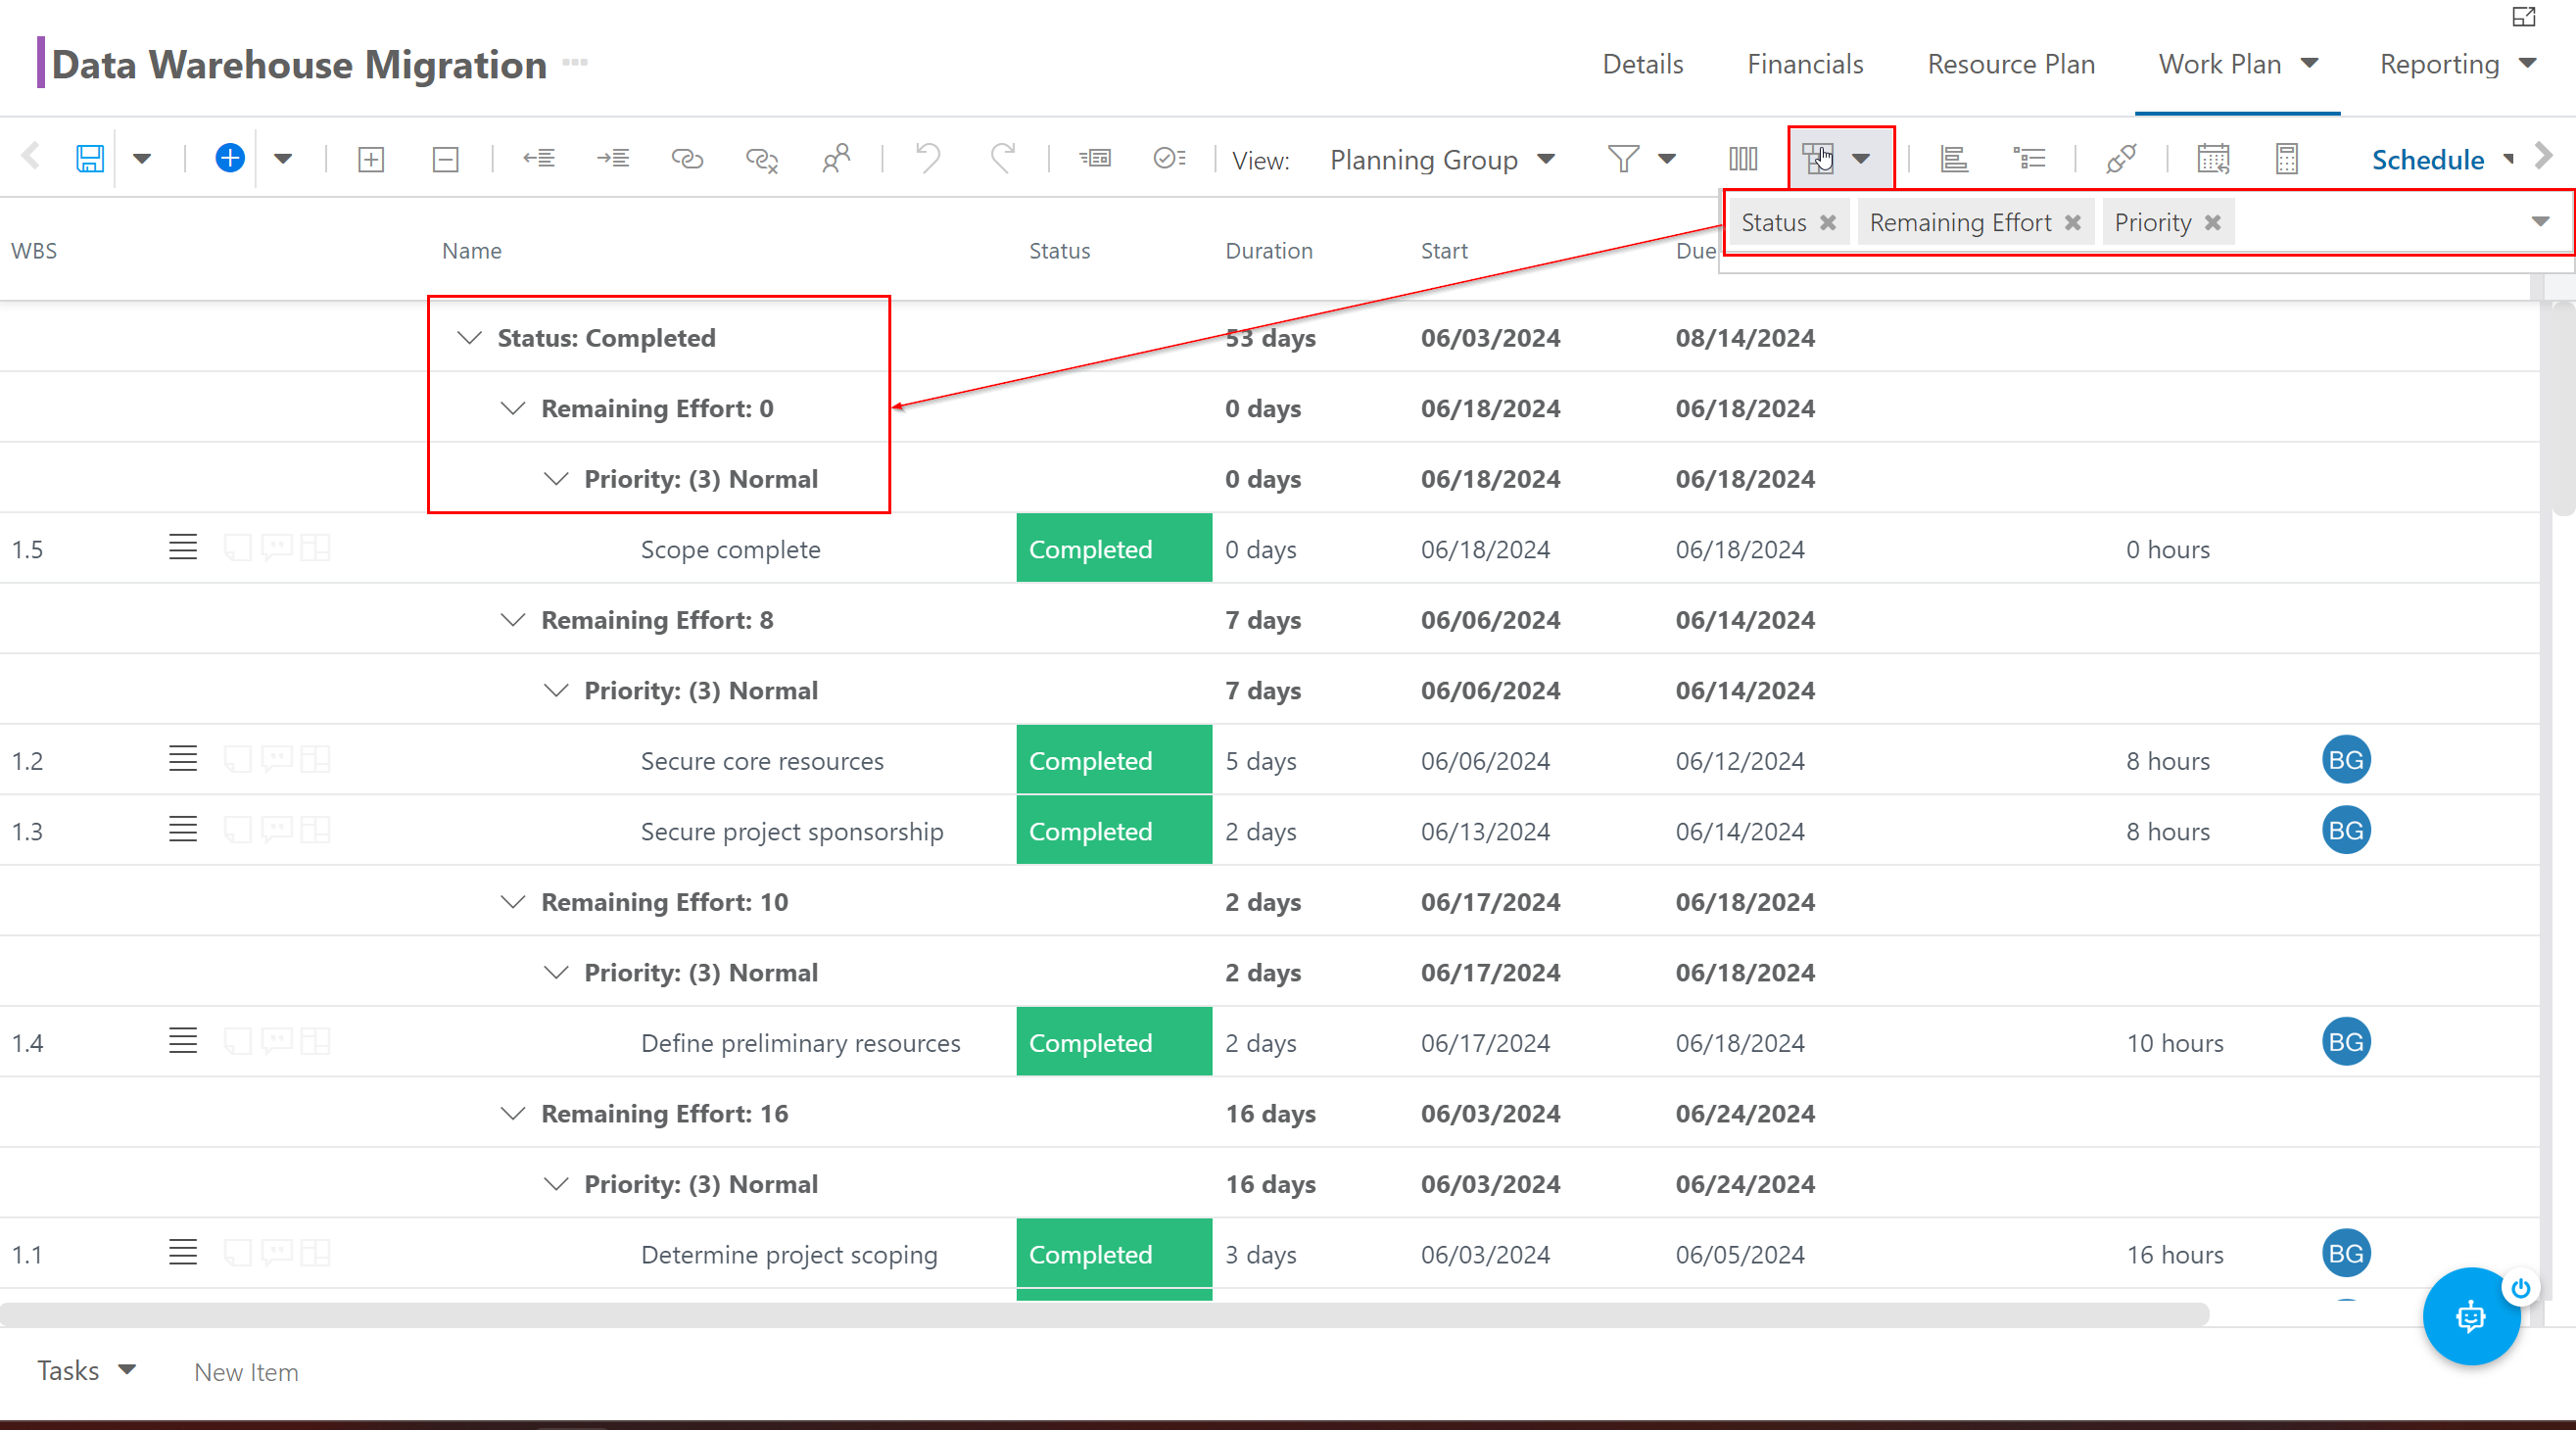 Data Warehouse Migration
Details Financials Resource Plan Work Plan Reporting
View: Planning Group Schedule
Status Remaining Effort Priority
WBS Name Status Duration Start Due
Status: Completed 53 days 06/03/2024 08/14/2024
Remaining Effort: 0 0 days 06/18/2024 06/18/2024
Priority: (3) Normal 0 days 06/18/2024 06/18/2024
1.5 Scope complete Completed 0 days 06/18/2024 06/18/2024 0 hours
Remaining Effort: 8 7 days 06/06/2024 06/14/2024
Priority: (3) Normal 7 days 06/06/2024 06/14/2024
1.2 Secure core resources Completed 5 days 06/06/2024 06/12/2024 8 hours BG
1.3 Secure project sponsorship Completed 2 days 06/13/2024 06/14/2024 8 hours BG
Remaining Effort: 10 2 days 06/17/2024 06/18/2024
Priority: (3) Normal 2 days 06/17/2024 06/18/2024
1.4 Define preliminary resources Completed 2 days 06/17/2024 06/18/2024 10 hours BG
Remaining Effort: 16 16 days 06/03/2024 06/24/2024
Priority: (3) Normal 16 days 06/03/2024 06/24/2024
1.1 Determine project scoping Completed 3 days 06/03/2024 06/05/2024 16 hours BG
Tasks New Item